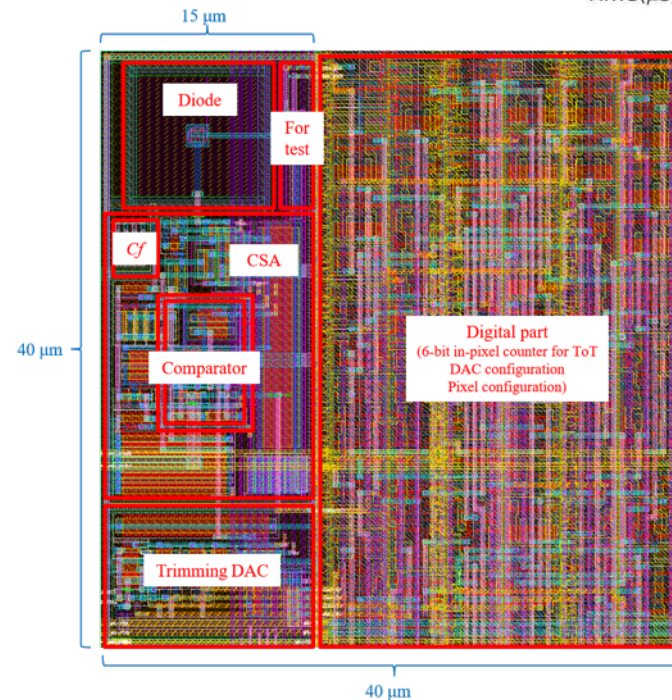 15 μm
Diode
For
test
Cf
CSA
40 μm
Comparator
Digital part
(6-bit in-pixel counter for ToT
DAC configuration
Pixel configuration)
Trimming DAC
40 μm